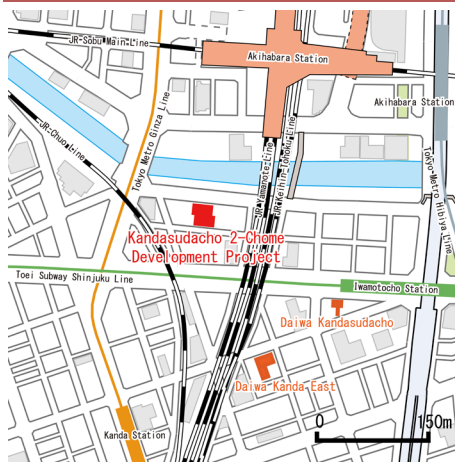 JR-Sobu Main Line
Akihabara Station
Akihabara Station
Tokyo Metro Ginza Line
JR-Chuo Line
JR-Yamanote-Line
JR-Keihin-Tohoku Line
Tokyo Metro Hibiya Line
Kandasudacho 2-Chome
Development Project
Toei Subway Shinjuku Line
Iwamotocho Station
Daiwa Kandasudacho
Daiwa Kanda East
Kanda Station
0 150m